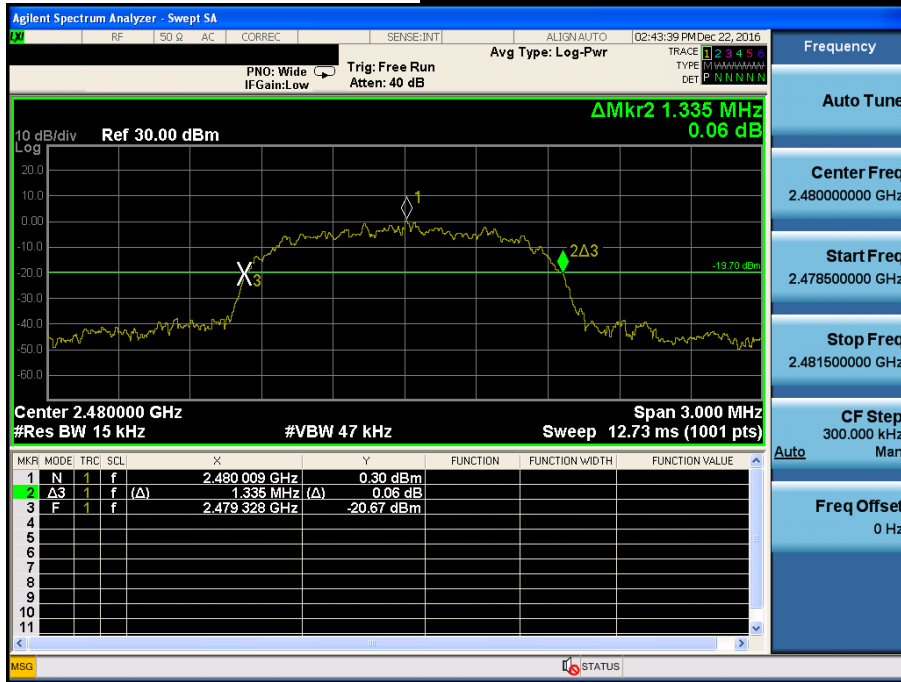 Agilent Spectrum Analyzer - Swept SA
LXI RF 50 Ω AC CORREC SENSE:INT ALIGN AUTO 02:43:39 PM Dec 22, 2016
Frequency
Avg Type: Log-Pwr TRACE 1 2 3 4 5 6
PNO: Wide Trig: Free Run TYPE M WWWWW
IFGain:Low Atten: 40 dB DET P N N N N N
Auto Tune
ΔMkr2 1.335 MHz
0.06 dB
10 dB/div Ref 30.00 dBm
Log
20.0
10.0
0.00
-10.0
-20.0
-30.0
-40.0
-50.0
-60.0
1
2Δ3
3
-19.70 dBm
Center Freq
2.480000000 GHz
Start Freq
2.478500000 GHz
Stop Freq
2.481500000 GHz
Center 2.480000 GHz Span 3.000 MHz
#Res BW 15 kHz #VBW 47 kHz Sweep 12.73 ms (1001 pts)
CF Step
300.000 kHz
Auto Man
MKR MODE TRC SCL X Y FUNCTION FUNCTION WIDTH FUNCTION VALUE
1 N 1 f 2.480 009 GHz 0.30 dBm
2 Δ3 1 f (Δ) 1.335 MHz (Δ) 0.06 dB
3 F 1 f 2.479 328 GHz -20.67 dBm
4
5
6
7
8
9
10
11
Freq Offset
0 Hz
MSG STATUS